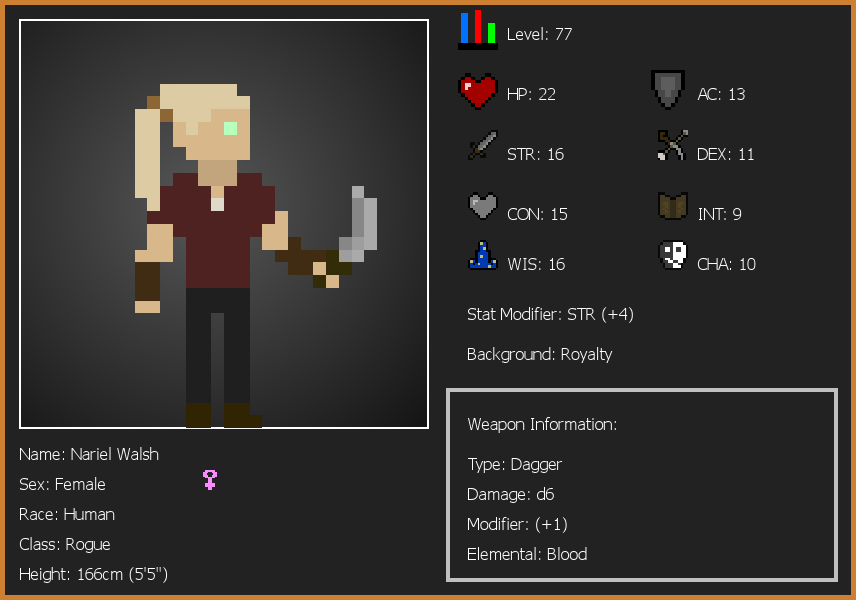 Level: 77
HP: 22
AC: 13
STR: 16
DEX: 11
CON: 15
INT: 9
WIS: 16
CHA: 10
Stat Modifier: STR (+4)
Background: Royalty
Weapon Information:
Type: Dagger
Damage: d6
Modifier: (+1)
Elemental: Blood
Name: Nariel Walsh
Sex: Female
Race: Human
Class: Rogue
Height: 166cm (5'5")